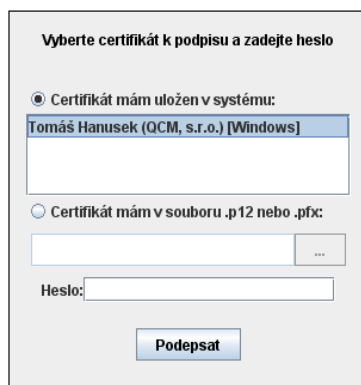 Vyberte certifikát k podpisu a zadejte heslo
Certifikát mám uložen v systému:
Tomáš Hanusek (QCM, s.r.o.) [Windows]
Certifikát mám v souboru .p12 nebo .pfx:
...
Heslo:
Podepsat